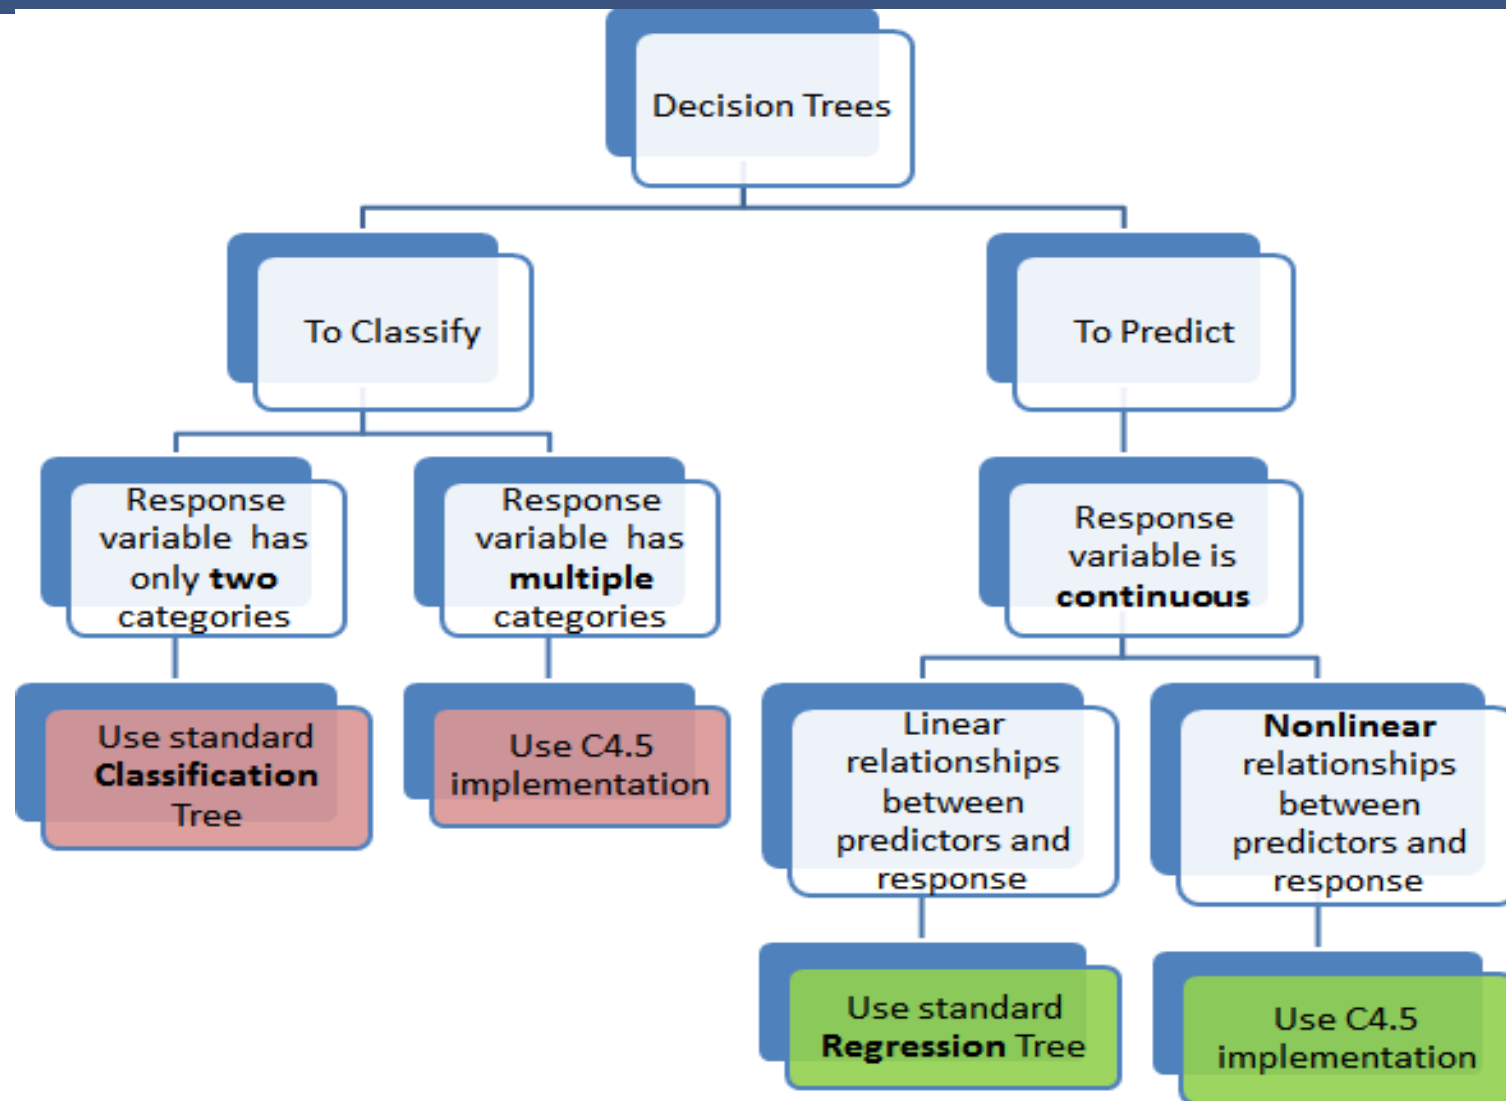 Decision Trees
To Classify
To Predict
Response
variable has
only two
categories
Response
variable has
multiple
categories
Response
variable is
continuous
Use standard
Classification
Tree
Use C4.5
implementation
Linear
relationships
between
predictors and
response
Nonlinear
relationships
between
predictors and
response
Use standard
Regression Tree
Use C4.5
implementation